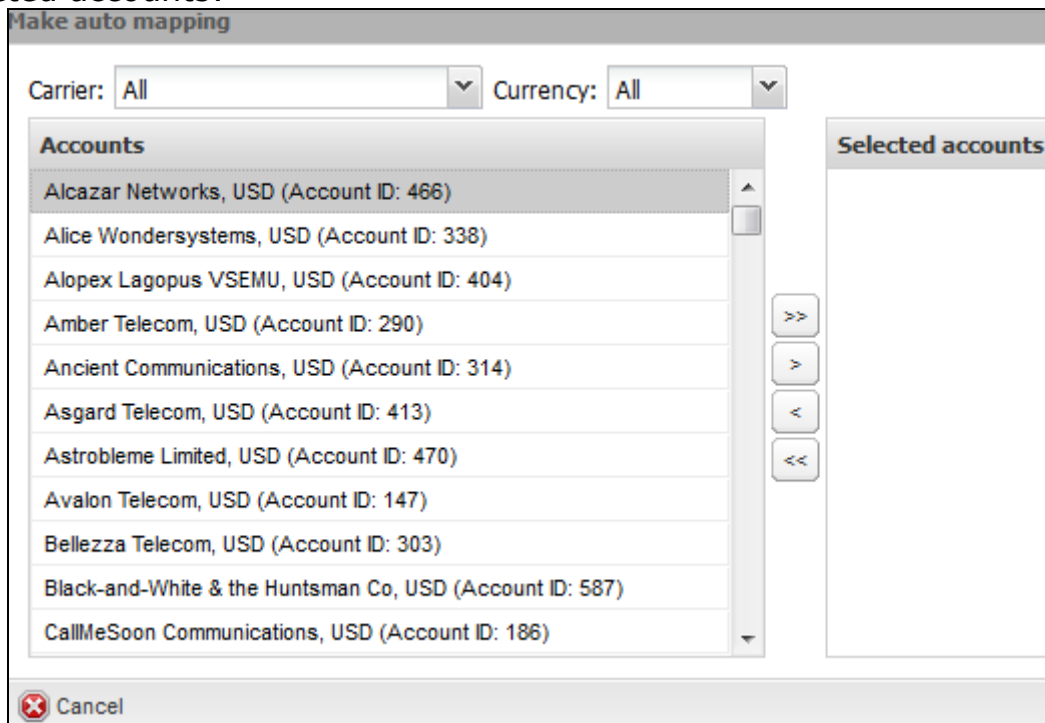 Make auto mapping
Carrier: All Currency: All
Accounts
Selected accounts
Alcazar Networks, USD (Account ID: 466)
Alice Wondersystems, USD (Account ID: 338)
Alopex Lagopus VSEMU, USD (Account ID: 404)
Amber Telecom, USD (Account ID: 290)
Ancient Communications, USD (Account ID: 314)
Asgard Telecom, USD (Account ID: 413)
Astrobleme Limited, USD (Account ID: 470)
Avalon Telecom, USD (Account ID: 147)
Bellezza Telecom, USD (Account ID: 303)
Black-and-White & the Huntsman Co, USD (Account ID: 587)
CallMeSoon Communications, USD (Account ID: 186)
>>
>
<
<<
Cancel